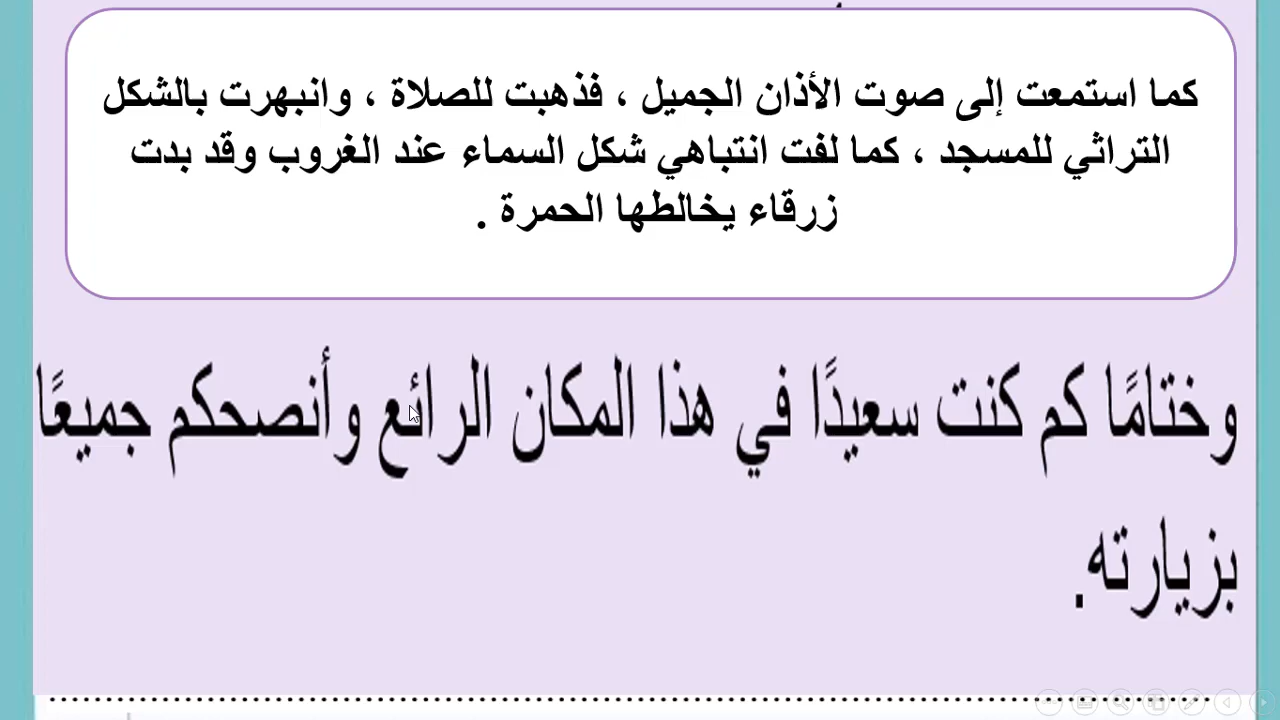 كما استمعت إلى صوت الأذان الجميل ، فذهبت للصلاة ، وانبهرت بالشكل
التراثي للمسجد ، كما لفت انتباهي شكل السماء عند الغروب وقد بدت
زرقاء يخالطها الحمرة .
وختامًا كم كنت سعيدًا في هذا المكان الرائع وأنصحكم جميعًا
بزيارته.